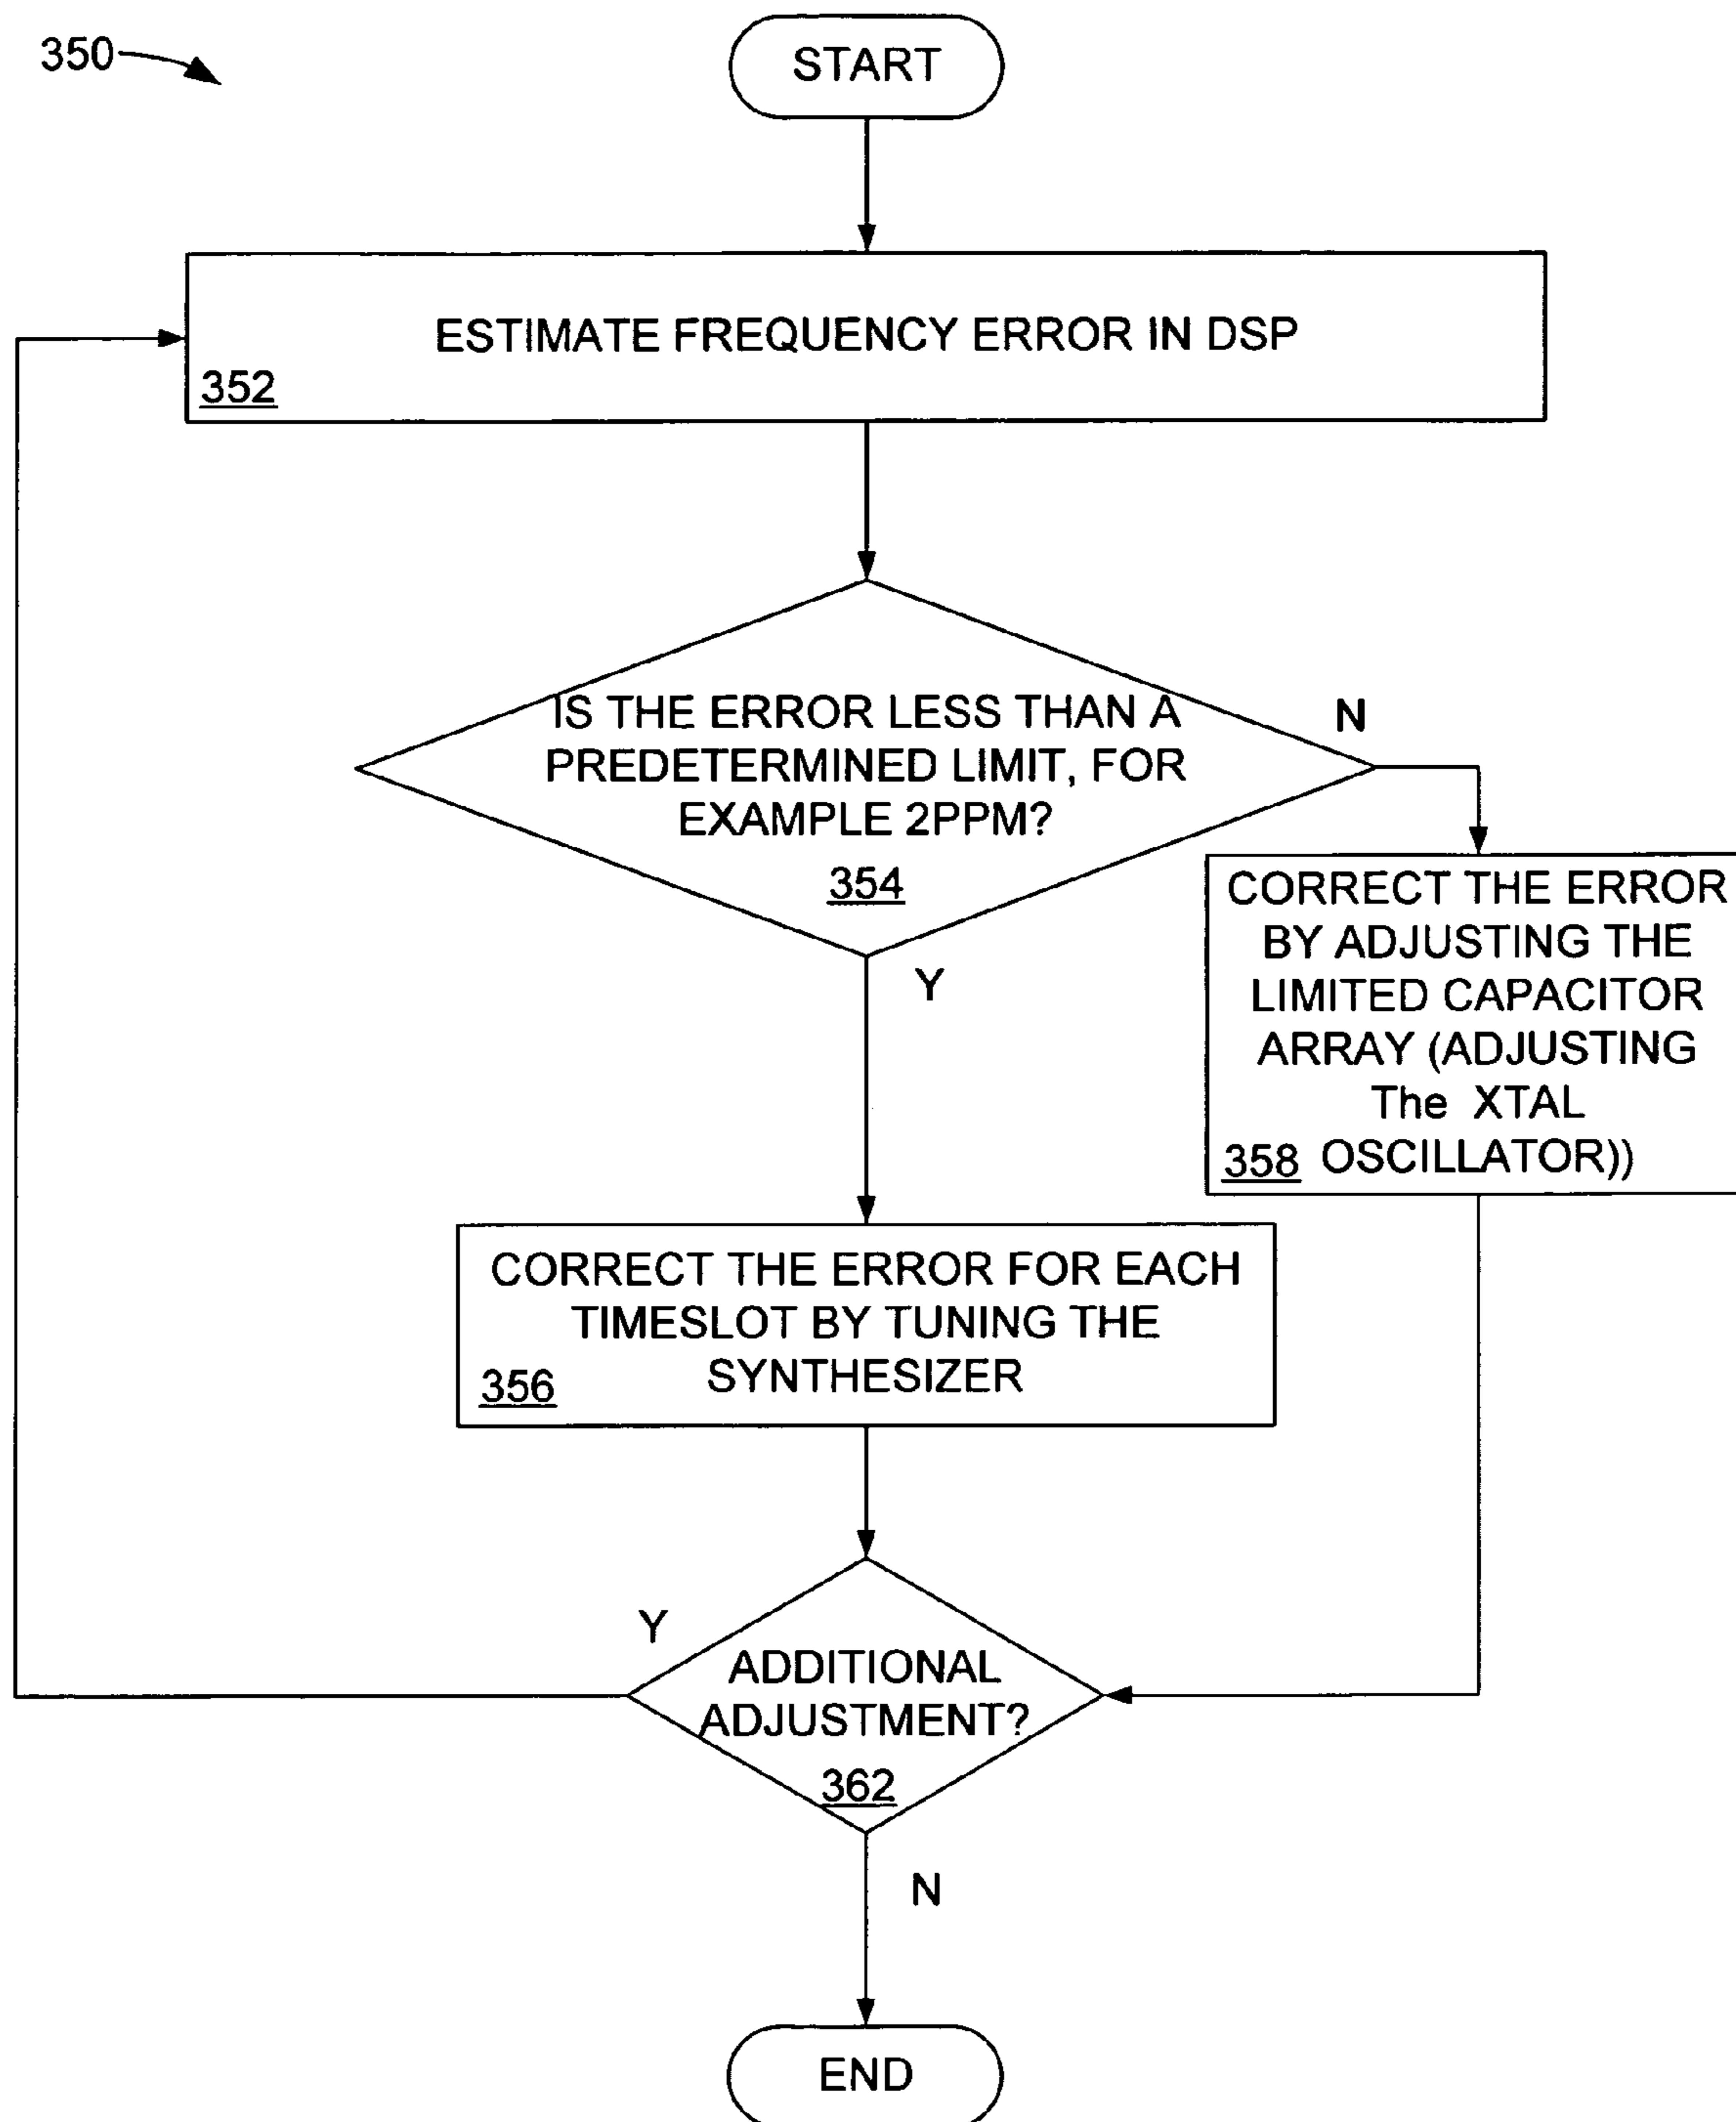 350
START
ESTIMATE FREQUENCY ERROR IN DSP
352
IS THE ERROR LESS THAN A
PREDETERMINED LIMIT, FOR
EXAMPLE 2PPM?
354
N
Y
CORRECT THE ERROR
BY ADJUSTING THE
LIMITED CAPACITOR
ARRAY (ADJUSTING
The XTAL
358 OSCILLATOR))
CORRECT THE ERROR FOR EACH
TIMESLOT BY TUNING THE
SYNTHESIZER
356
Y
ADDITIONAL
ADJUSTMENT?
362
N
END